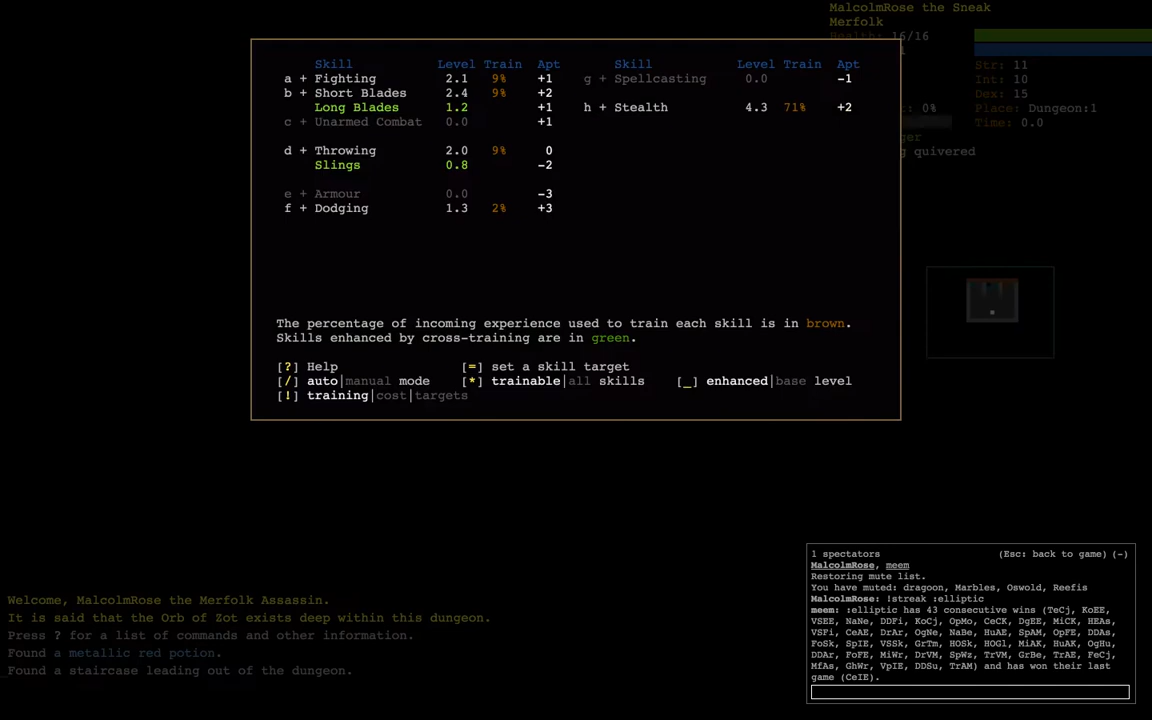 MalcolmRose the Sneak
Merfolk
Health: 16/16
Str: 11
Int: 10
Dex: 15
: 0% Place: Dungeon:1
Time: 0.0
ger
g quivered
Skill Level Train Apt Skill Level Train Apt
a + Fighting 2.1 9% +1 g + Spellcasting 0.0 -1
b + Short Blades 2.4 9% +2
Long Blades 1.2 +1 h + Stealth 4.3 71% +2
c + Unarmed Combat 0.0 +1
d + Throwing 2.0 9% 0
Slings 0.8 -2
e + Armour 0.0 -3
f + Dodging 1.3 2% +3
The percentage of incoming experience used to train each skill is in brown.
Skills enhanced by cross-training are in green.
[?] Help [=] set a skill target
[/] auto|manual mode [*] trainable|all skills [_] enhanced|base level
[!] training|cost|targets
Welcome, MalcolmRose the Merfolk Assassin.
It is said that the Orb of Zot exists deep within this dungeon.
Press ? for a list of commands and other information.
Found a metallic red potion.
Found a staircase leading out of the dungeon.
1 spectators (Esc: back to game) (-)
MalcolmRose, meem
Restoring mute list.
You have muted: dragoon, Marbles, Oswold, Reefis
MalcolmRose: !streak :elliptic
meem: :elliptic has 43 consecutive wins (TeCj, KoEE,
VSEE, NaNe, DDFi, KoCj, OpMo, CeCK, DgEE, MiCK, HEAs,
VSFi, CeAE, DrAr, OgNe, NaBe, HuAE, SpAM, OpFE, DDAs,
FoSk, SpIE, VSSk, GrTm, HOSk, HOGl, MiAK, HuAK, OgHu,
DDAr, FoFE, MiWr, DrVM, SpWz, TrVM, GrBe, TrAE, FeCj,
MfAs, GhWr, VpIE, DDSu, TrAM) and has won their last
game (CeIE).